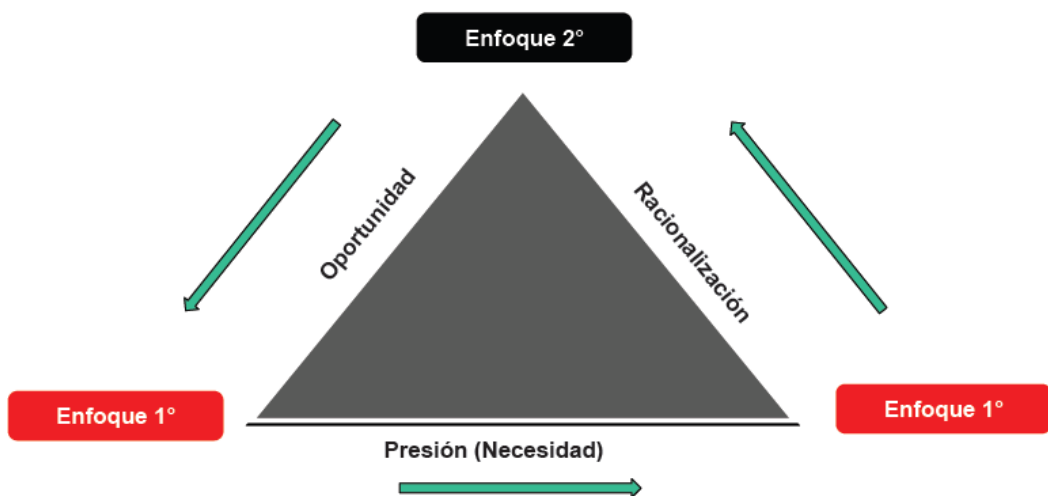 Enfoque 2°
Oportunidad
Racionalización
Enfoque 1°
Enfoque 1°
Presión (Necesidad)